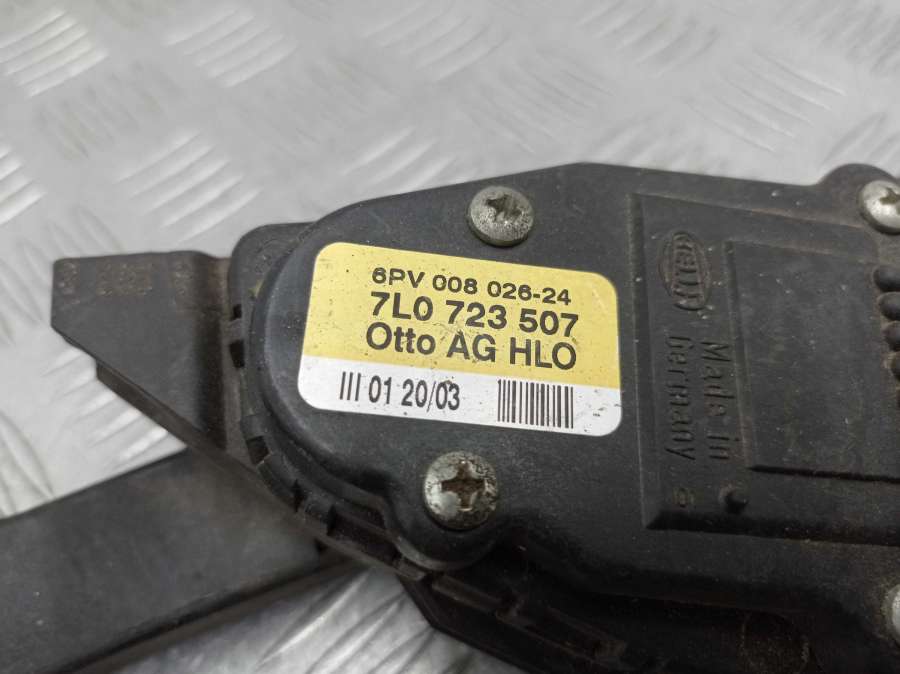 6PV 008 026-24
7L0 723 507
Otto AG HLO
III 01 20/03
HELLA
Made in
Germany